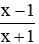 x − 1
x + 1